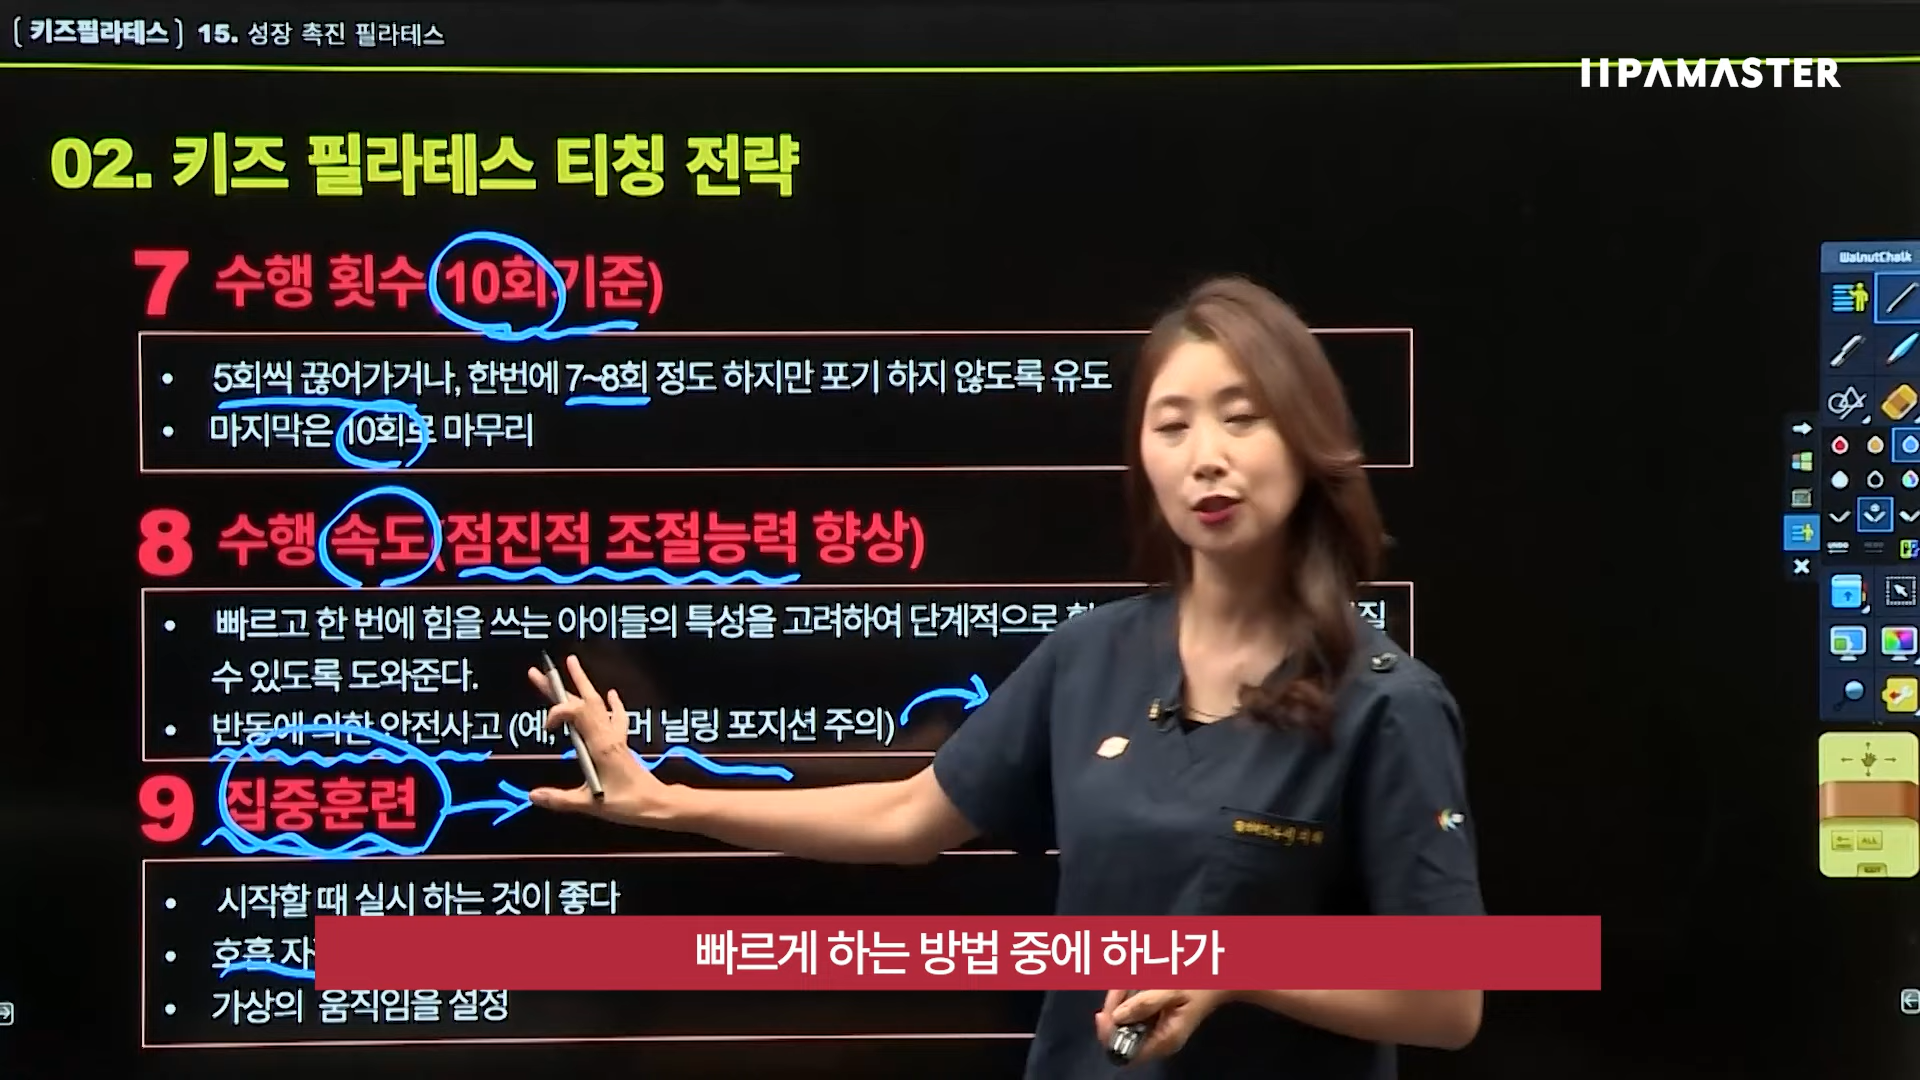 [키즈필라테스] 15. 성장 촉진 필라테스
IIPAMASTER
02. 키즈 필라테스 티칭 전략
7 수행 횟수(10회기준)
• 5회씩 끊어가거나, 한번에 7~8회 정도 하지만 포기 하지 않도록 유도
• 마지막은 10회로 마무리
8 수행 속도(점진적 조절능력 향상)
• 빠르고 한 번에 힘을 쓰는 아이들의 특성을 고려하여 단계적으로
수 있도록 도와준다.
• 반동에 의한 안전사고 (예, 닐링 포지션 주의)
9 집중훈련
• 시작할 때 실시 하는 것이 좋다
• 호흡
• 가상의 움직임을 설정
빠르게 하는 방법 중에 하나가
WalnutChalk
UNDO
REDO
ALL
EXIT